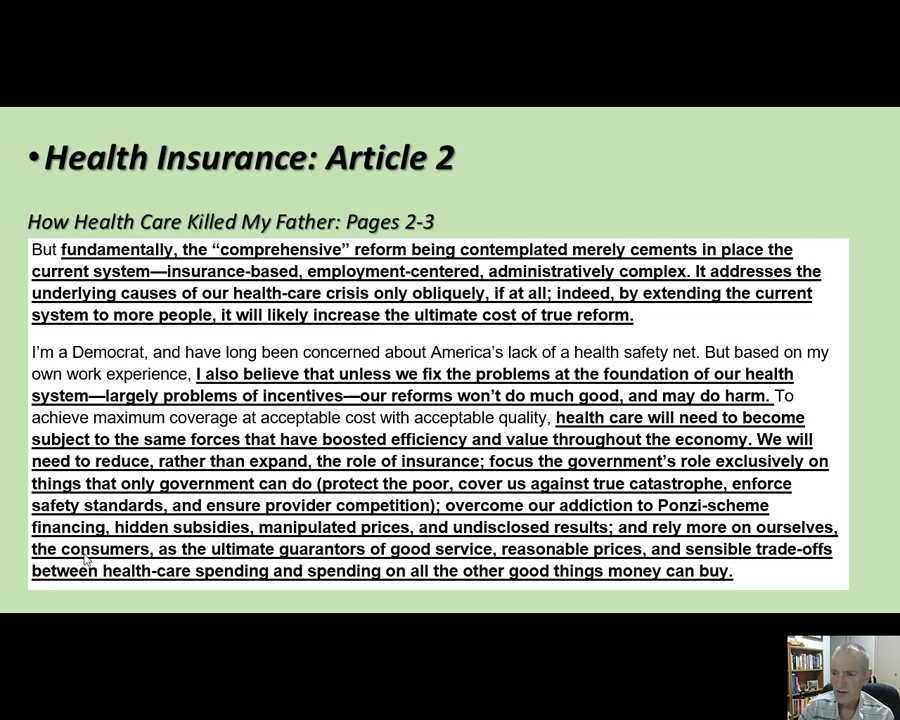 •Health Insurance: Article 2
How Health Care Killed My Father: Pages 2-3
But fundamentally, the “comprehensive” reform being contemplated merely cements in place the
current system—insurance-based, employment-centered, administratively complex. It addresses the
underlying causes of our health-care crisis only obliquely, if at all; indeed, by extending the current
system to more people, it will likely increase the ultimate cost of true reform.
I’m a Democrat, and have long been concerned about America’s lack of a health safety net. But based on my
own work experience, I also believe that unless we fix the problems at the foundation of our health
system—largely problems of incentives—our reforms won’t do much good, and may do harm. To
achieve maximum coverage at acceptable cost with acceptable quality, health care will need to become
subject to the same forces that have boosted efficiency and value throughout the economy. We will
need to reduce, rather than expand, the role of insurance; focus the government’s role exclusively on
things that only government can do (protect the poor, cover us against true catastrophe, enforce
safety standards, and ensure provider competition); overcome our addiction to Ponzi-scheme
financing, hidden subsidies, manipulated prices, and undisclosed results; and rely more on ourselves,
the consumers, as the ultimate guarantors of good service, reasonable prices, and sensible trade-offs
between health-care spending and spending on all the other good things money can buy.